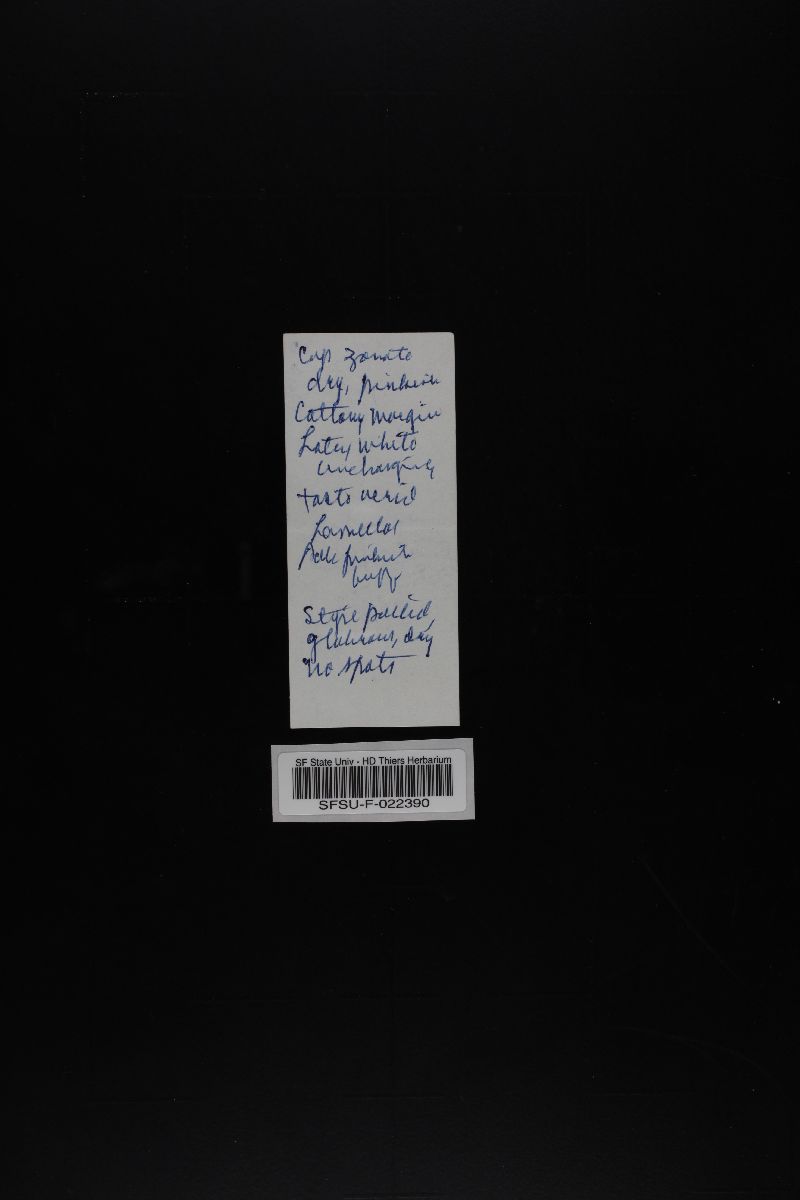 Cap zonate
dry, pinkish
Cottony margin
Latex white
unchanging
taste acrid
Lamellae
pale pinkish
buff
Stipe pallid,
glabrous, dry
no spots
SF State Univ - HD Thiers Herbarium
SFSU-F-022390